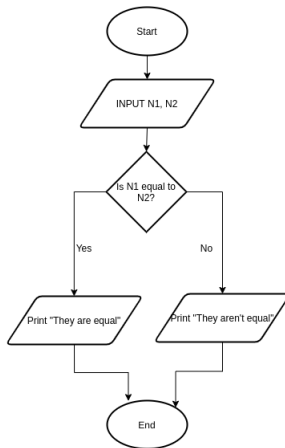 Start
INPUT N1, N2
Is N1 equal to
N2?
Yes
No
Print "They are equal"
Print "They aren't equal"
End